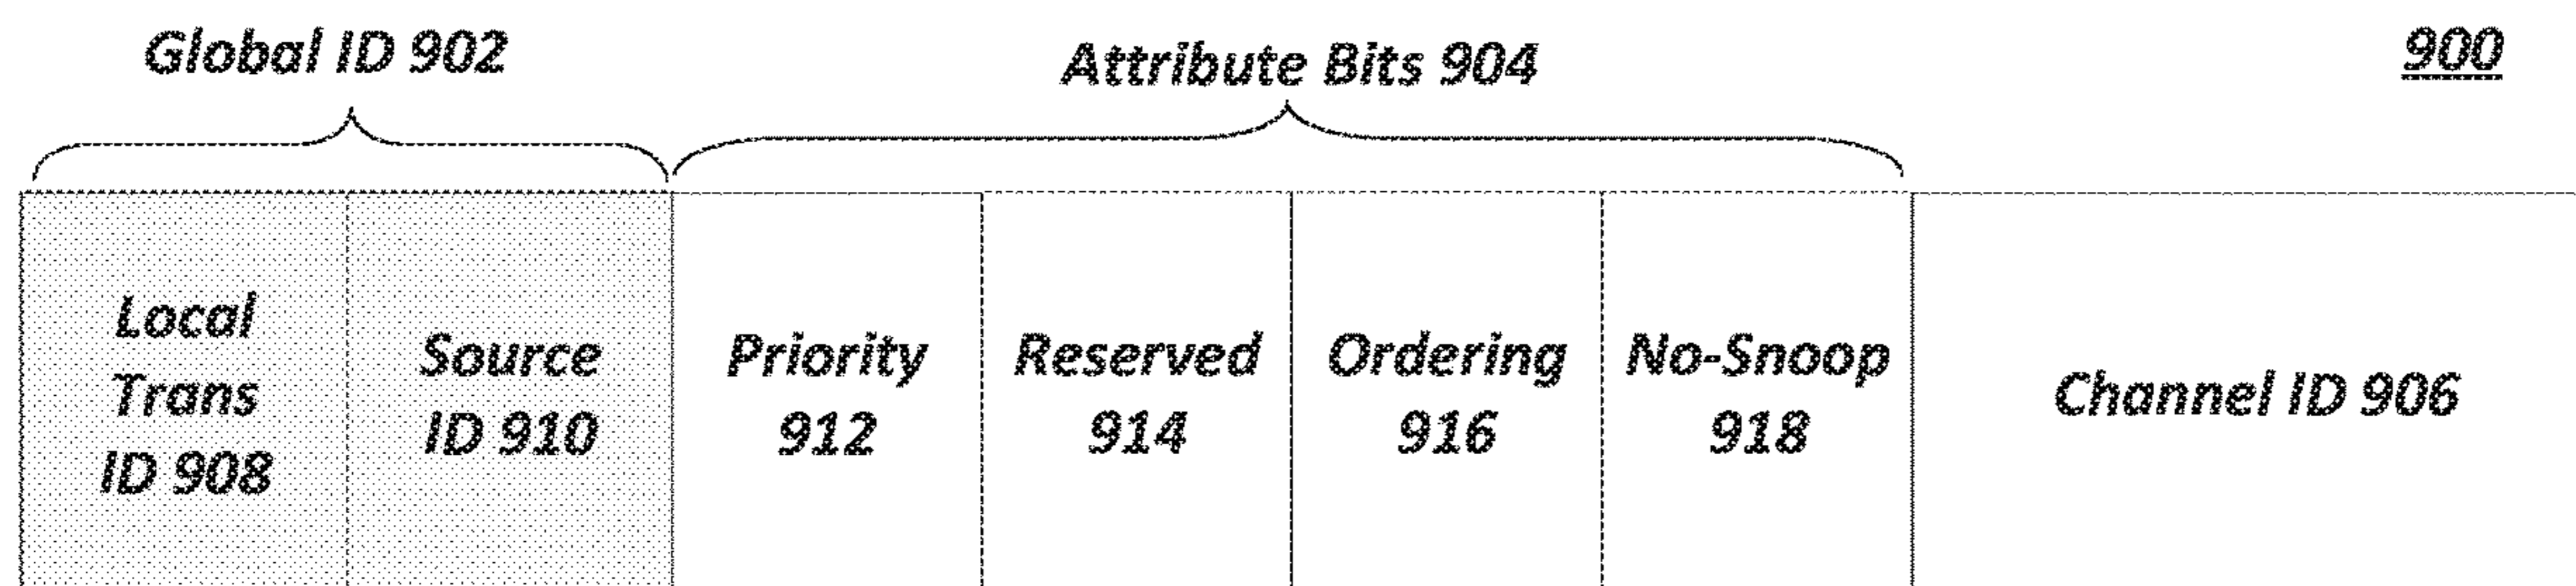 Global ID 902
Attribute Bits 904
900
Local
Trans
ID 908
Source
ID 910
Priority
912
Reserved
914
Ordering
916
No-Snoop
918
Channel ID 906